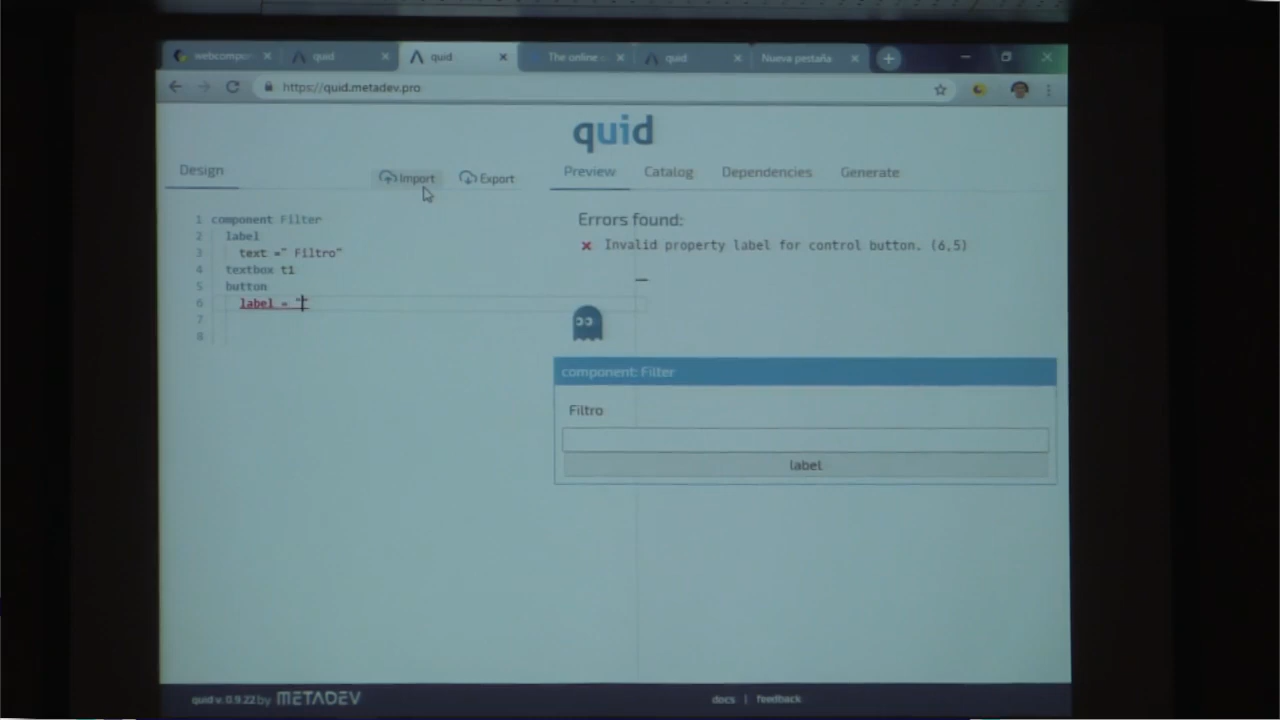 webcompo
quid
quid
The online
quid
Nueva pestaña
https://quid.metadev.pro
quid
Design
Import
Export
Preview
Catalog
Dependencies
Generate
1 component Filter
2 label
3 text =" Filtro"
4 textbox t1
5 button
6 label = ""
7
8
Errors found:
Invalid property label for control button. (6,5)
component: Filter
Filtro
label
quid v. 0.9.22 by METADEV
docs | feedback